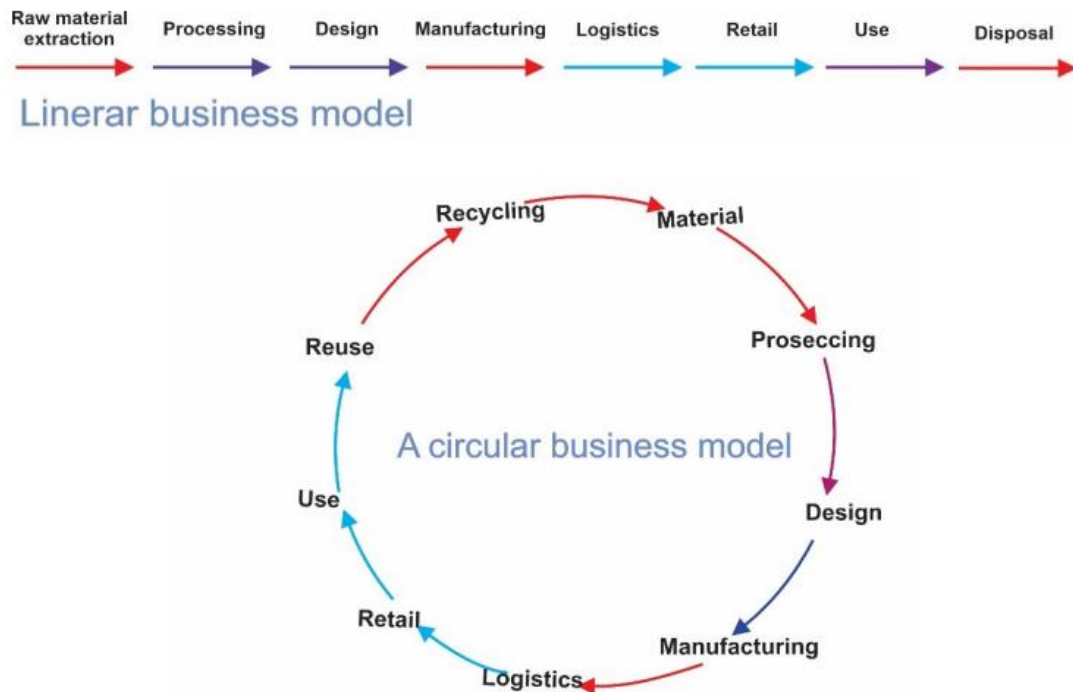 Raw material
extraction
Processing
Design
Manufacturing
Logistics
Retail
Use
Disposal
Linerar business model
Recycling
Material
Reuse
Proseccing
A circular business model
Use
Design
Retail
Manufacturing
Logistics